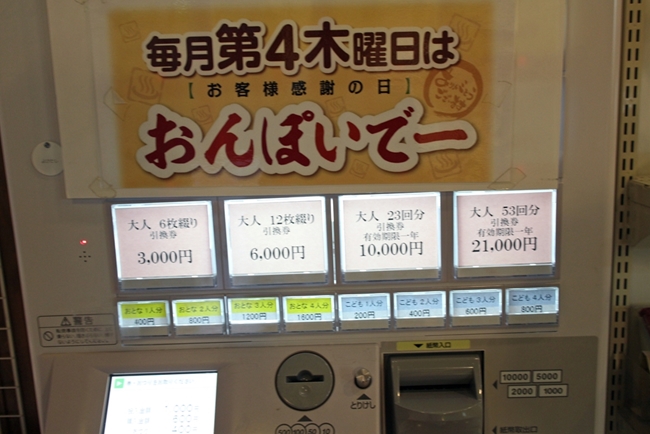 毎月第4木曜日は
【お客様感謝の日】
おんぽいでー
大人 6枚綴り
引換券
3,000円
大人 12枚綴り
引換券
6,000円
大人 23回分
引換券
有効期限一年
10,000円
大人 53回分
引換券
有効期限一年
21,000円
おとな 1人分
400円
おとな 2人分
800円
おとな 3人分
1200円
おとな 4人分
1600円
こども 1人分
200円
こども 2人分
400円
こども 3人分
600円
こども 4人分
800円
警告
とりけし
500 100 50 10
紙幣入口
10000 5000
2000 1000
紙幣取出口